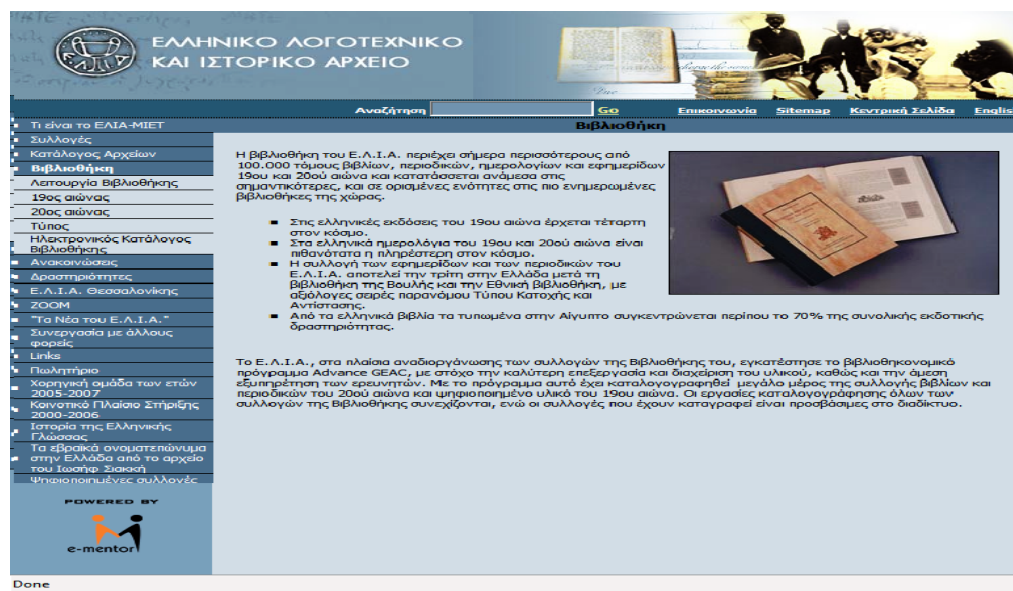 ΕΛΛΗΝΙΚΟ ΛΟΓΟΤΕΧΝΙΚΟ
ΚΑΙ ΙΣΤΟΡΙΚΟ ΑΡΧΕΙΟ
Αναζήτηση Go Επικοινωνία Sitemap Κεντρική Σελίδα Englis
Βιβλιοθήκη
Τι είναι το ΕΛΙΑ-ΜΙΕΤ
Συλλογές
Κατάλογος Αρχείων
Βιβλιοθήκη
Λειτουργία Βιβλιοθήκης
19ος αιώνας
20ος αιώνας
Τύπος
Ηλεκτρονικός Κατάλογος
Βιβλιοθήκης
Ανακοινώσεις
Δραστηριότητες
Ε.Λ.Ι.Α. Θεσσαλονίκης
ZOOM
"Τα Νέα του Ε.Λ.Ι.Α."
Συνεργασία με άλλους
φορείς
Links
Πωλητήριο
Χορηγική ομάδα των ετών
2005-2007
Κοινοτικό Πλαίσιο Στήριξης
2000-2006
Ιστορία της Ελληνικής
Γλώσσας
Τα εβραϊκά ονοματεπώνυμα
στην Ελλάδα από το αρχείο
του Ιωσήφ Σιακκή
Ψηφιοποιημένες συλλογές
POWERED BY
e-mentor
Η βιβλιοθήκη του Ε.Λ.Ι.Α. περιέχει σήμερα περισσότερους από
100.000 τόμους βιβλίων, περιοδικών, ημερολογίων και εφημερίδων
19ου και 20ού αιώνα και κατατάσσεται ανάμεσα στις
σημαντικότερες, και σε ορισμένες ενότητες στις πιο ενημερωμένες
βιβλιοθήκες της χώρας.
Στις ελληνικές εκδόσεις του 19ου αιώνα έρχεται τέταρτη
στον κόσμο.
Στα ελληνικά ημερολόγια του 19ου και 20ού αιώνα είναι
πιθανότατα η πληρέστερη στον κόσμο.
Η συλλογή των εφημερίδων και των περιοδικών του
Ε.Λ.Ι.Α. αποτελεί την τρίτη στην Ελλάδα μετά τη
βιβλιοθήκη της Βουλής και την Εθνική βιβλιοθήκη, με
αξιόλογες σειρές παρανόμου Τύπου Κατοχής και
Αντίστασης.
Από τα ελληνικά βιβλία τα τυπωμένα στην Αίγυπτο συγκεντρώνεται περίπου το 70% της συνολικής εκδοτικής
δραστηριότητας.
Το Ε.Λ.Ι.Α., στα πλαίσια αναδιοργάνωσης των συλλογών της Βιβλιοθήκης του, εγκατέστησε το βιβλιοθηκονομικό
πρόγραμμα Advance GEAC, με στόχο την καλύτερη επεξεργασία και διαχείριση του υλικού, καθώς και την άμεση
εξυπηρέτηση των ερευνητών. Με το πρόγραμμα αυτό έχει καταλογογραφηθεί μεγάλο μέρος της συλλογής βιβλίων και
περιοδικών του 20ού αιώνα και ψηφιοποιημένο υλικό του 19ου αιώνα. Οι εργασίες καταλογογράφησης όλων των
συλλογών της Βιβλιοθήκης συνεχίζονται, ενώ οι συλλογές που έχουν καταγραφεί είναι προσβάσιμες στο διαδίκτυο.
Done